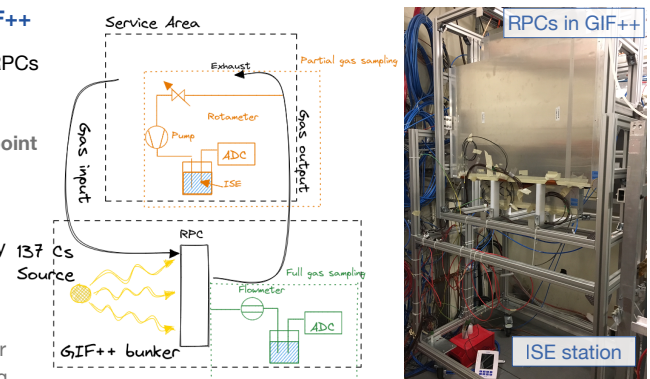 F++
RPCs
oint
Service Area
Exhaust
Partial gas sampling
Rotameter
Pump
ADC
ISE
Gas input
Gas output
137 Cs
Source
RPC
Full gas sampling
Flowmeter
ADC
GIF++ bunker
r
RPCs in GIF++
ISE station